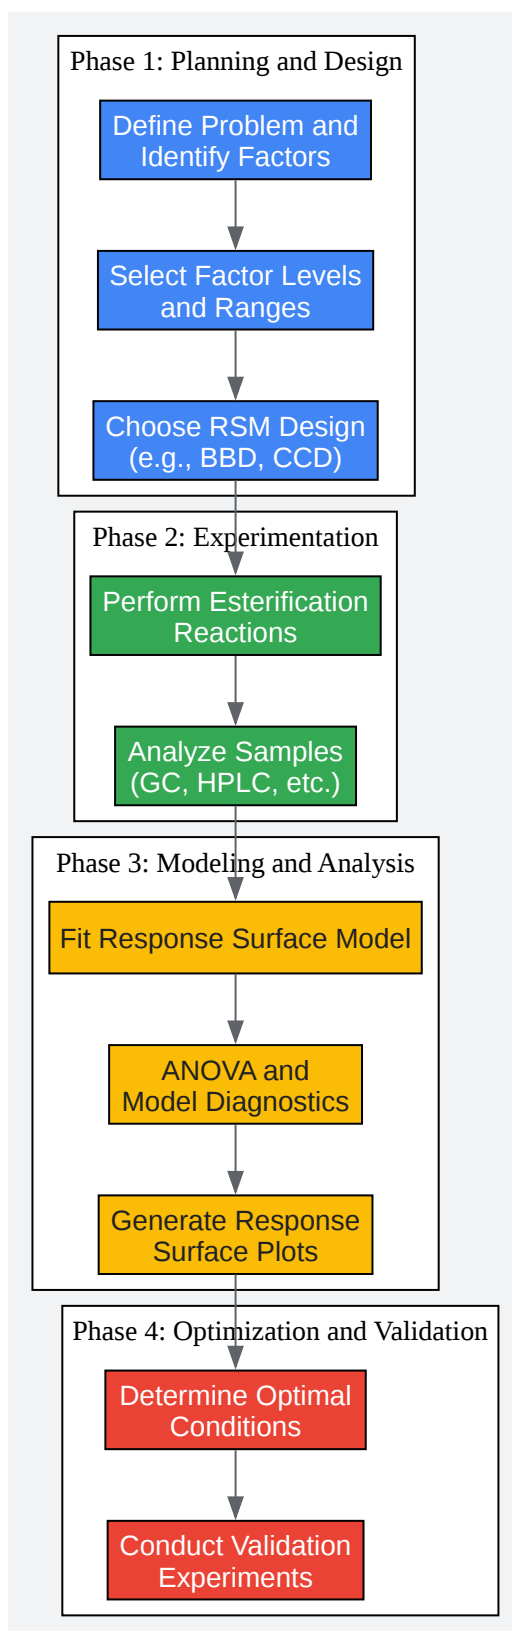 Phase 1: Planning and Design
Define Problem and
Identify Factors
Select Factor Levels
and Ranges
Choose RSM Design
(e.g., BBD, CCD)
Phase 2: Experimentation
Perform Esterification
Reactions
Analyze Samples
(GC, HPLC, etc.)
Phase 3: Modeling and Analysis
Fit Response Surface Model
ANOVA and
Model Diagnostics
Generate Response
Surface Plots
Phase 4: Optimization and Validation
Determine Optimal
Conditions
Conduct Validation
Experiments